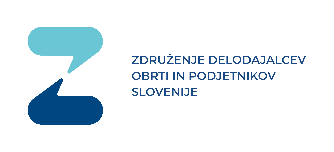 ZDRUŽENJE DELODAJALCEV
OBRTI IN PODJETNIKOV
SLOVENIJE